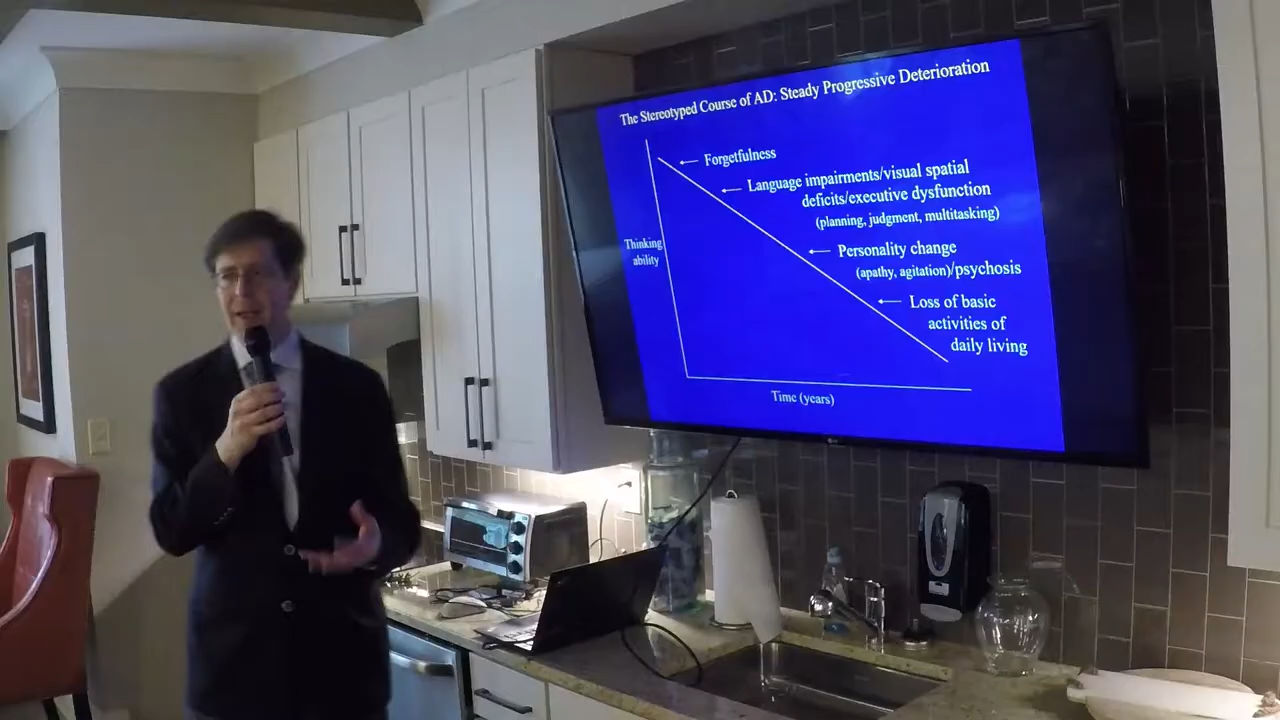 The Stereotyped Course of AD: Steady Progressive Deterioration
Forgetfulness
Language impairments/visual spatial
deficits/executive dysfunction
(planning, judgment, multitasking)
Thinking
ability
Personality change
(apathy, agitation)/psychosis
Loss of basic
activities of
daily living
Time (years)
LG